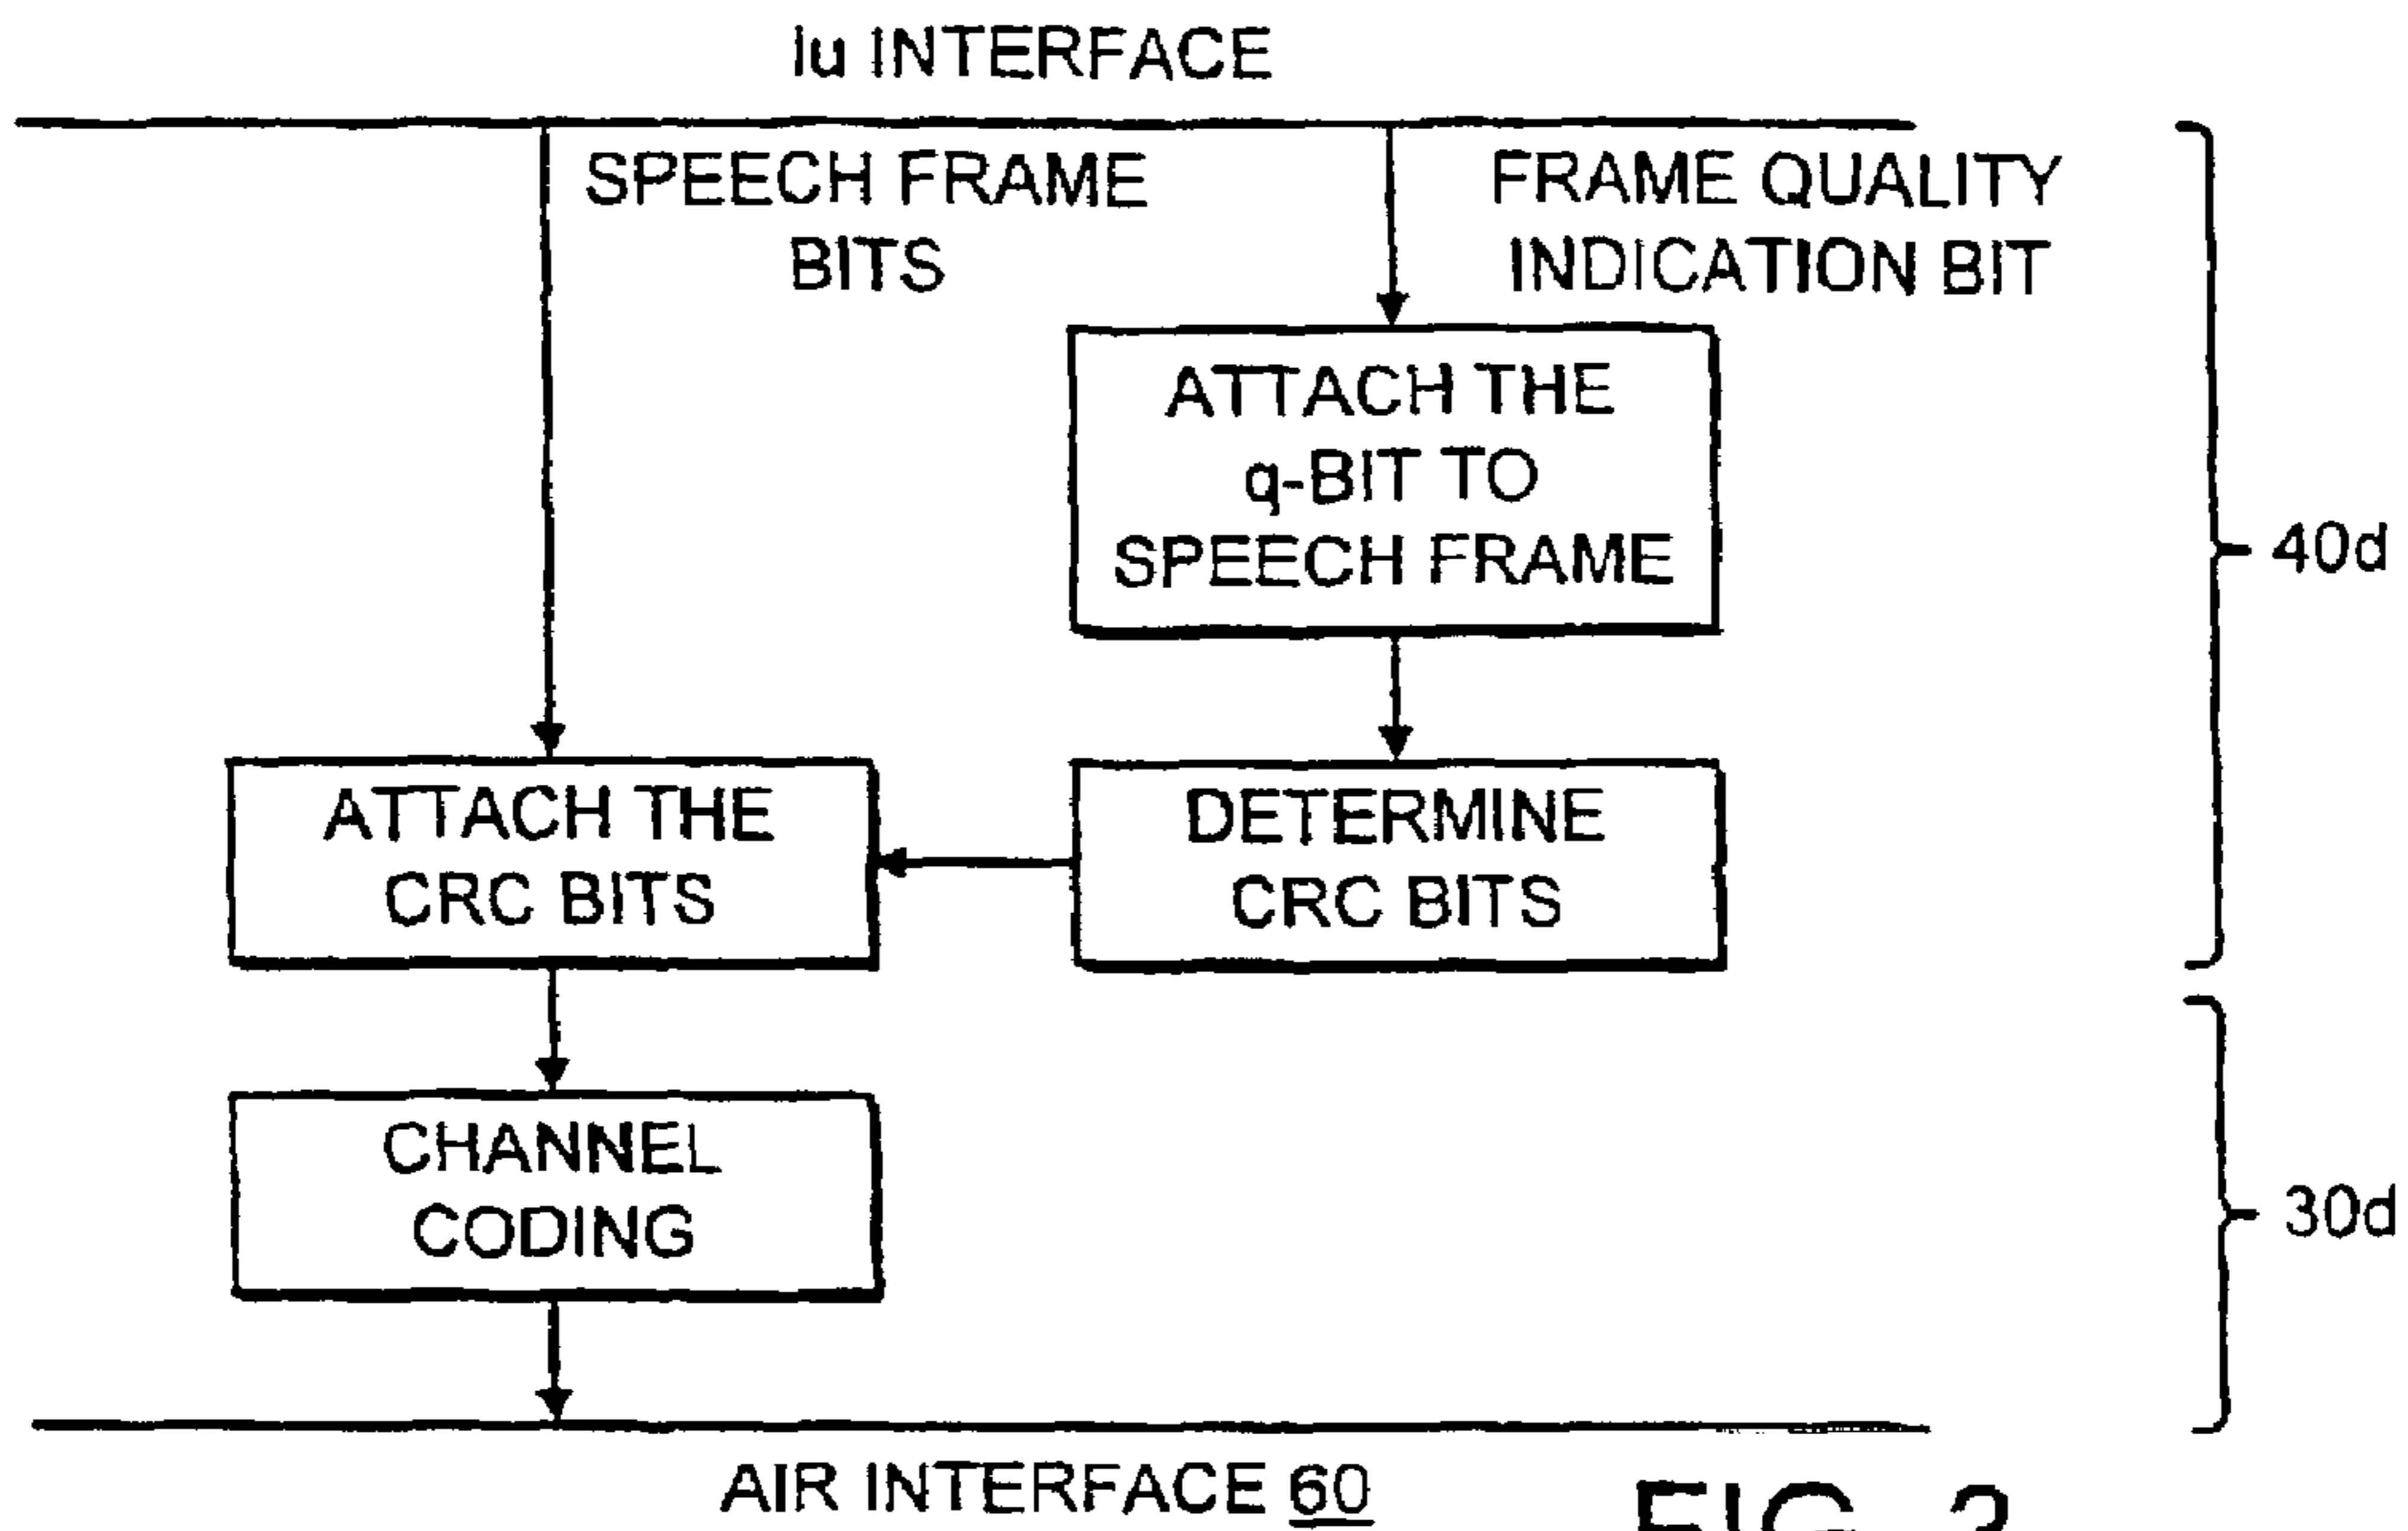 Iu INTERFACE
SPEECH FRAME
BITS
FRAME QUALITY
INDICATION BIT
ATTACH THE
q-BIT TO
SPEECH FRAME
40d
ATTACH THE
CRC BITS
DETERMINE
CRC BITS
CHANNEL
CODING
30d
AIR INTERFACE 60
FIG.